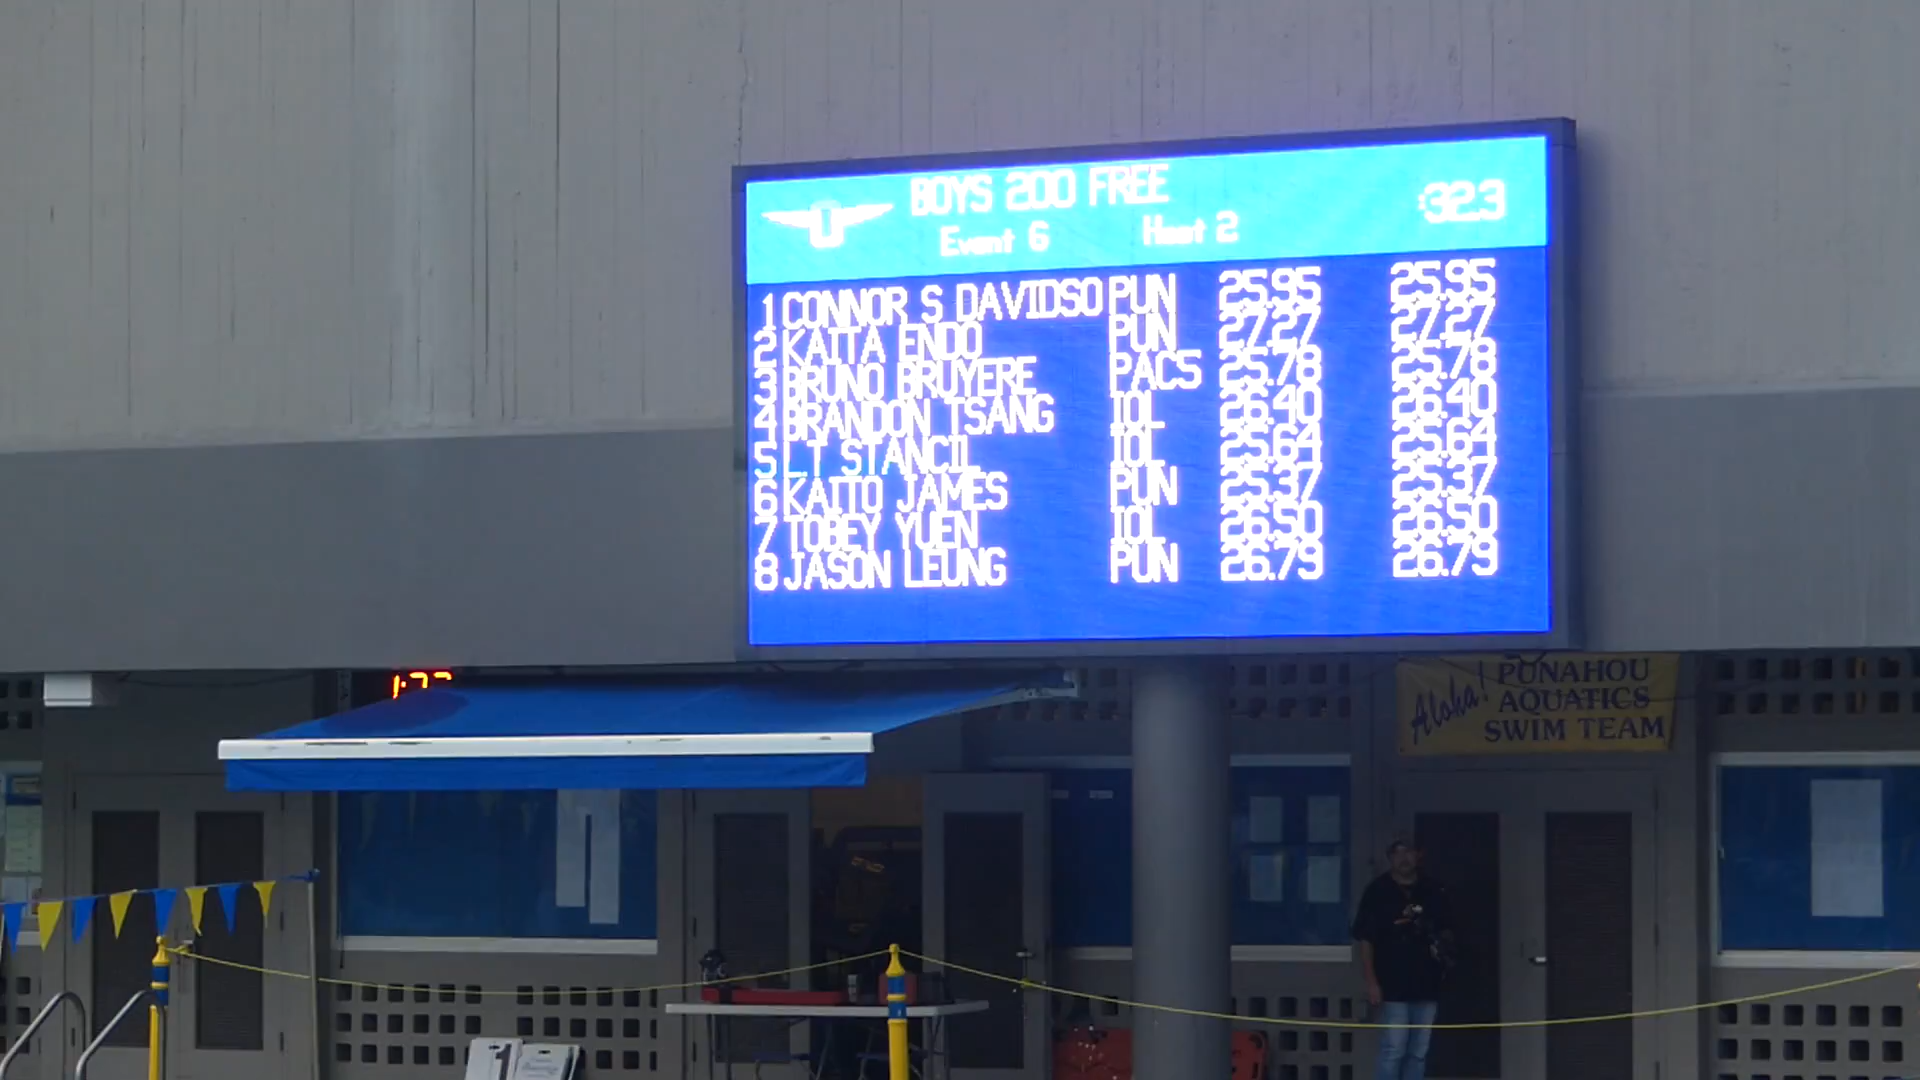 BOYS 200 FREE
Event 6 Heat 2 :32.3
1 CONNOR S DAVIDSO PUN 25.95 25.95
2 KAITA ENDO PUN 27.27 27.27
3 BRUNO BRUYERE PACS 25.78 25.78
4 BRANDON TSANG IOL 26.40 26.40
5 LT STANCIL IOL 25.64 25.64
6 KAITO JAMES PUN 25.37 25.37
7 TOBEY YUEN IOL 26.50 26.50
8 JASON LEUNG PUN 26.79 26.79
Aloha! PUNAHOU
AQUATICS
SWIM TEAM
1